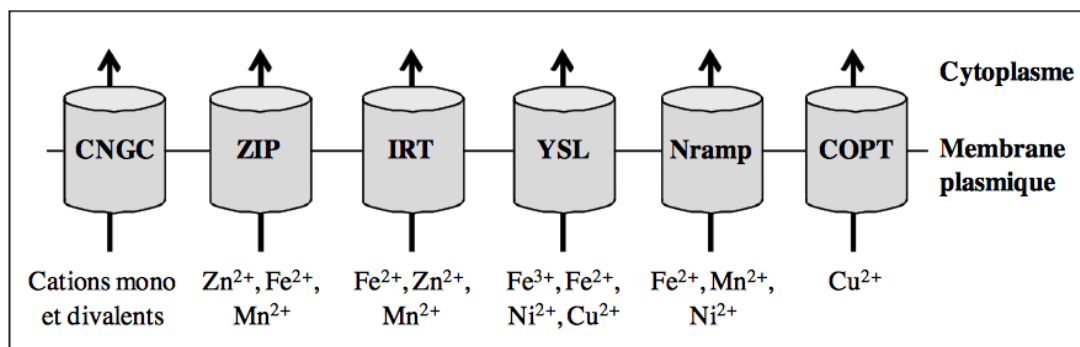 Cytoplasme
CNGC ZIP IRT YSL Nramp COPT
Membrane
plasmique
Cations mono
et divalents
Zn²⁺, Fe²⁺,
Mn²⁺
Fe²⁺, Zn²⁺,
Mn²⁺
Fe³⁺, Fe²⁺,
Ni²⁺, Cu²⁺
Fe²⁺, Mn²⁺,
Ni²⁺
Cu²⁺